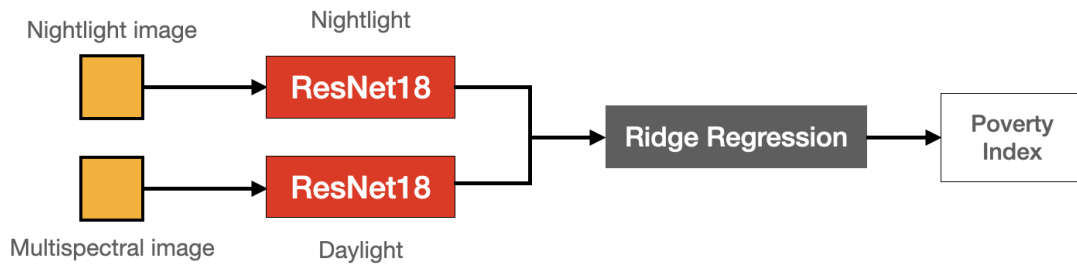 Nightlight image
Nightlight
ResNet18
Ridge Regression
Poverty
Index
ResNet18
Multispectral image
Daylight